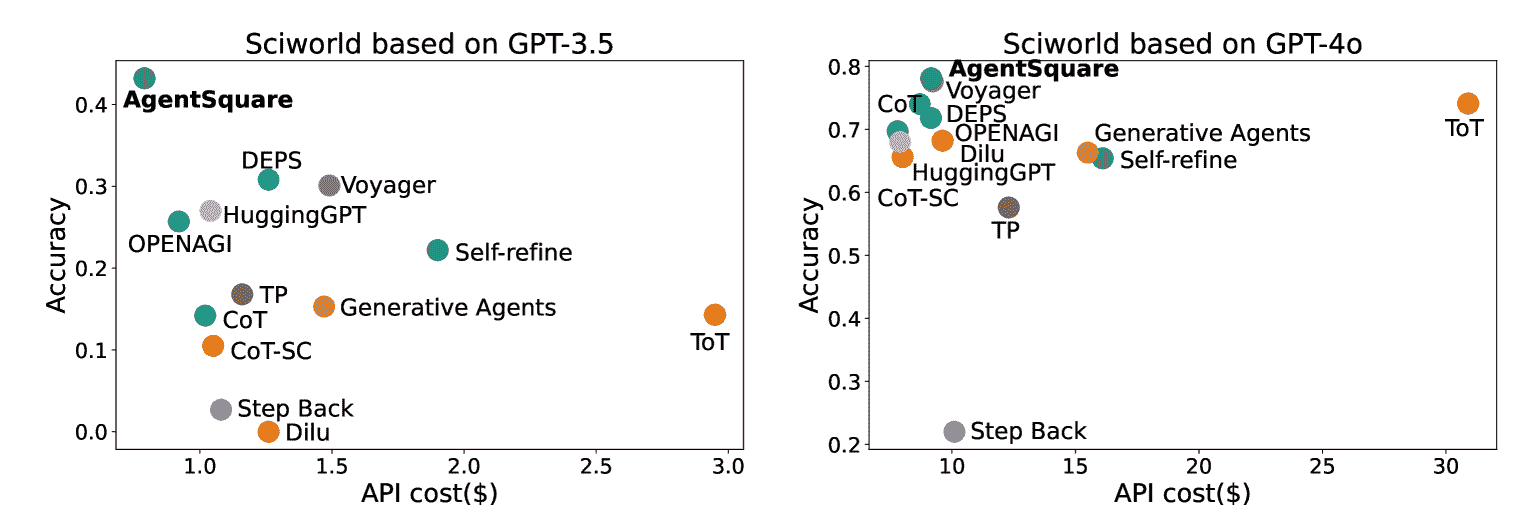 Sciworld based on GPT-3.5
AgentSquare
DEPS
Voyager
HuggingGPT
OPENAGI
Self-refine
TP
Generative Agents
CoT
ToT
CoT-SC
Step Back
Dilu
Accuracy
0.4
0.3
0.2
0.1
0.0
1.0
1.5
2.0
2.5
3.0
API cost($)
Sciworld based on GPT-4o
AgentSquare
Voyager
CoT
DEPS
OPENAGI
Generative Agents
ToT
Dilu
Self-refine
HuggingGPT
CoT-SC
TP
Step Back
Accuracy
0.8
0.7
0.6
0.5
0.4
0.3
0.2
10
15
20
25
30
API cost($)